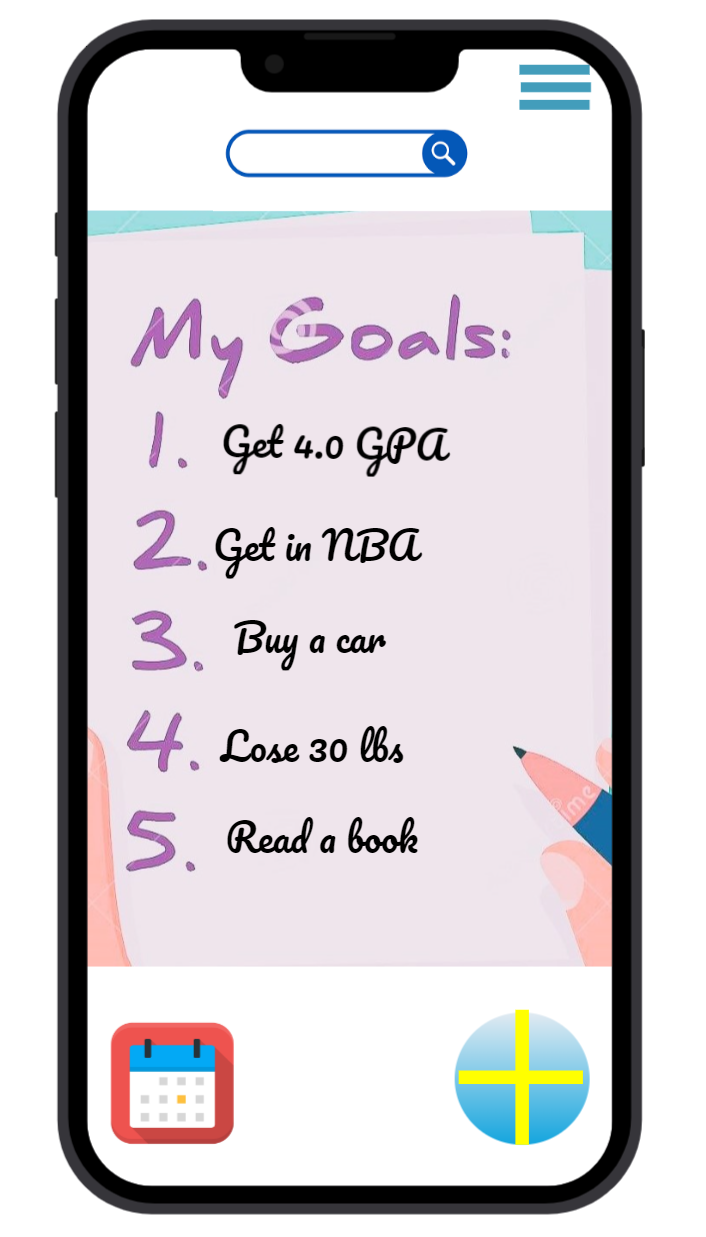 My Goals:
1. Get 4.0 GPA
2. Get in NBA
3. Buy a car
4. Lose 30 lbs
5. Read a book